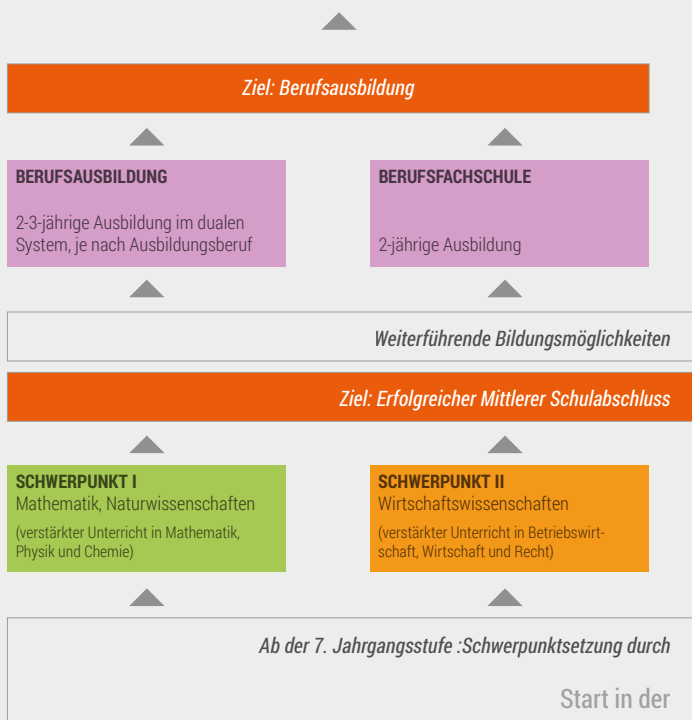 Ziel: Berufsausbildung
BERUFSAUSBILDUNG
2-3-jährige Ausbildung im dualen
System, je nach Ausbildungsberuf
BERUFSFACHSCHULE
2-jährige Ausbildung
Weiterführende Bildungsmöglichkeiten
Ziel: Erfolgreicher Mittlerer Schulabschluss
SCHWERPUNKT I
Mathematik, Naturwissenschaften
(verstärkter Unterricht in Mathematik,
Physik und Chemie)
SCHWERPUNKT II
Wirtschaftswissenschaften
(verstärkter Unterricht in Betriebswirt-
schaft, Wirtschaft und Recht)
Ab der 7. Jahrgangsstufe :Schwerpunktsetzung durch
Start in der